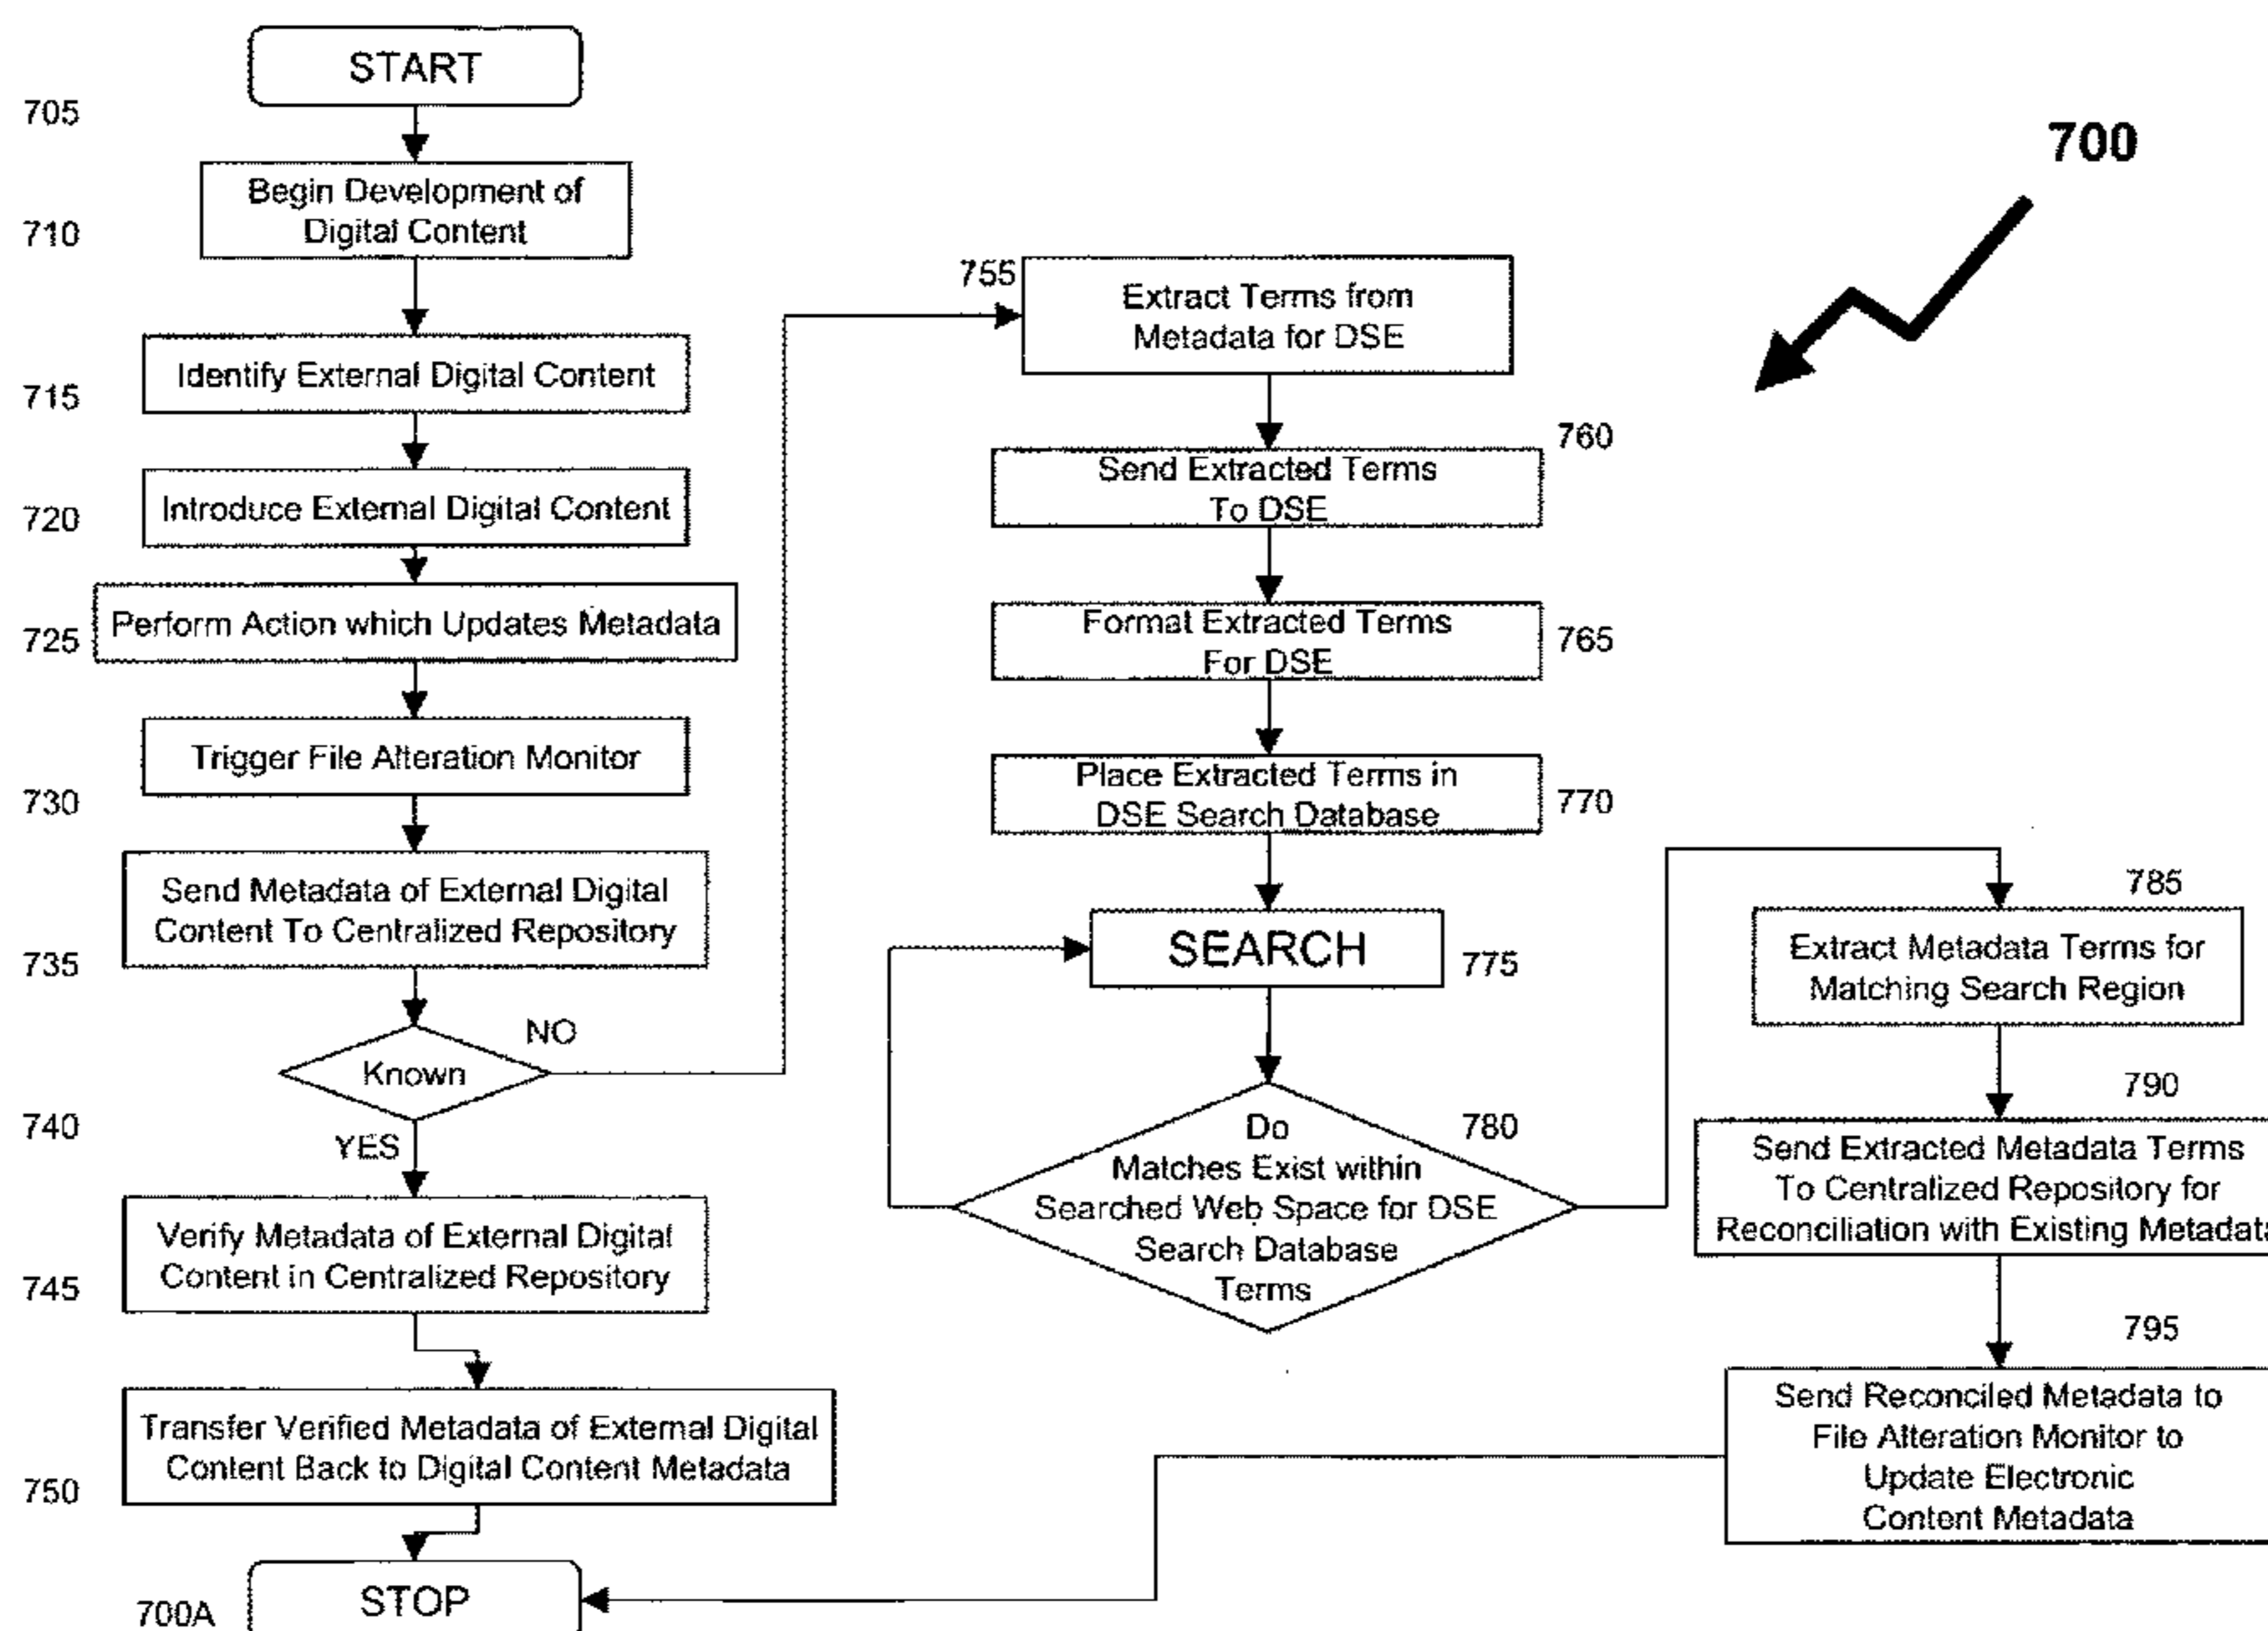 START
705
700
Begin Development of
Digital Content
710
Identify External Digital Content
715
Introduce External Digital Content
720
Perform Action which Updates Metadata
725
Trigger File Alteration Monitor
730
Send Metadata of External Digital
Content To Centralized Repository
735
Known
NO
YES
740
Verify Metadata of External Digital
Content in Centralized Repository
745
Transfer Verified Metadata of External Digital
Content Back to Digital Content Metadata
750
STOP
700A
755
Extract Terms from
Metadata for DSE
760
Send Extracted Terms
To DSE
Format Extracted Terms
For DSE
765
Place Extracted Terms in
DSE Search Database
770
SEARCH
775
Do
Matches Exist within
Searched Web Space for DSE
Search Database
Terms
780
785
Extract Metadata Terms for
Matching Search Region
790
Send Extracted Metadata Terms
To Centralized Repository for
Reconciliation with Existing Metadata
795
Send Reconciled Metadata to
File Alteration Monitor to
Update Electronic
Content Metadata